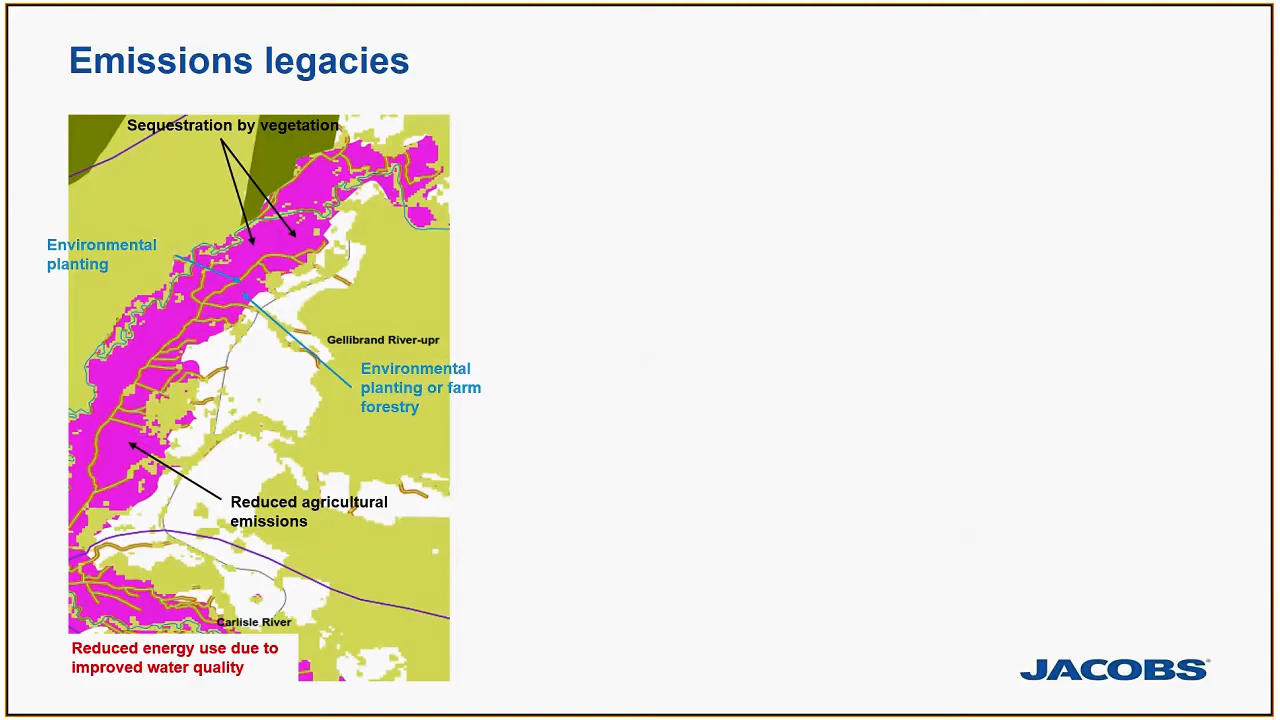 Emissions legacies
Sequestration by vegetation
Environmental
planting
Gellibrand River-upr
Environmental
planting or farm
forestry
Reduced agricultural
emissions
Carlisle River
Reduced energy use due to
improved water quality
JACOBS